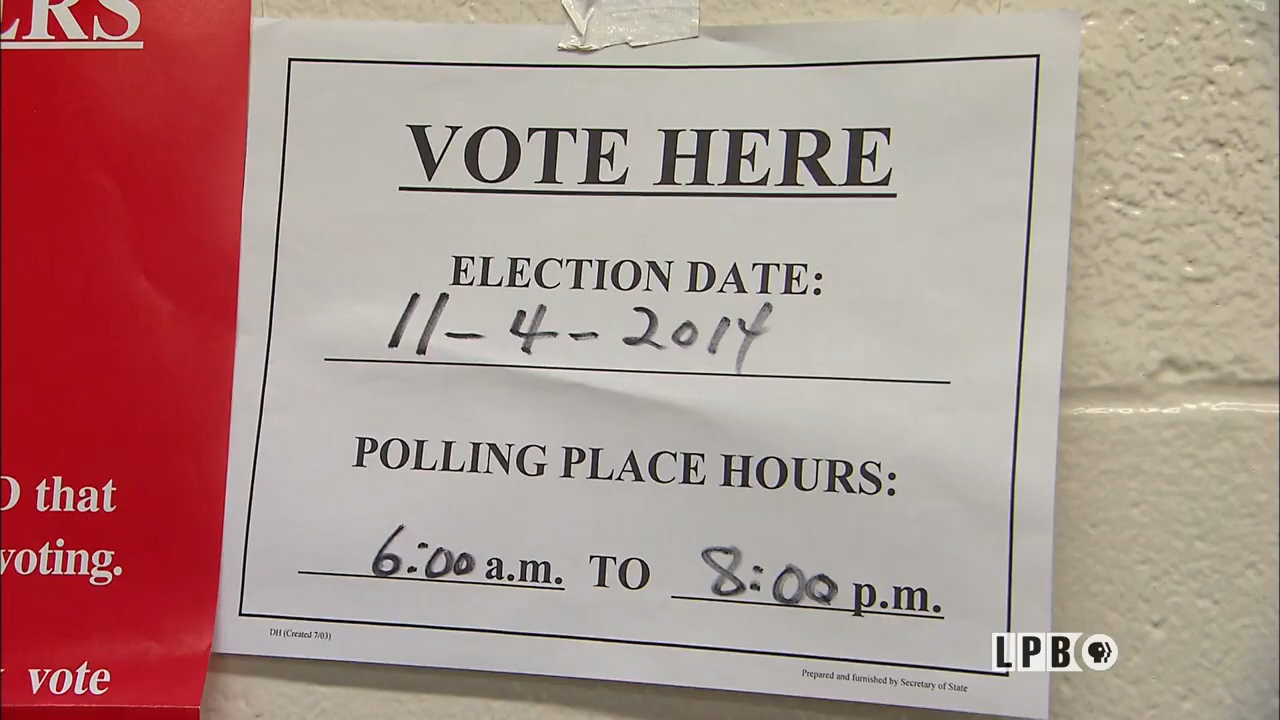 VOTE HERE
ELECTION DATE:
11-4-2014
POLLING PLACE HOURS:
6:00 a.m. TO 8:00 p.m.
DH (Created 7/03)
Prepared and furnished by Secretary of State
that
voting.
vote
LPB